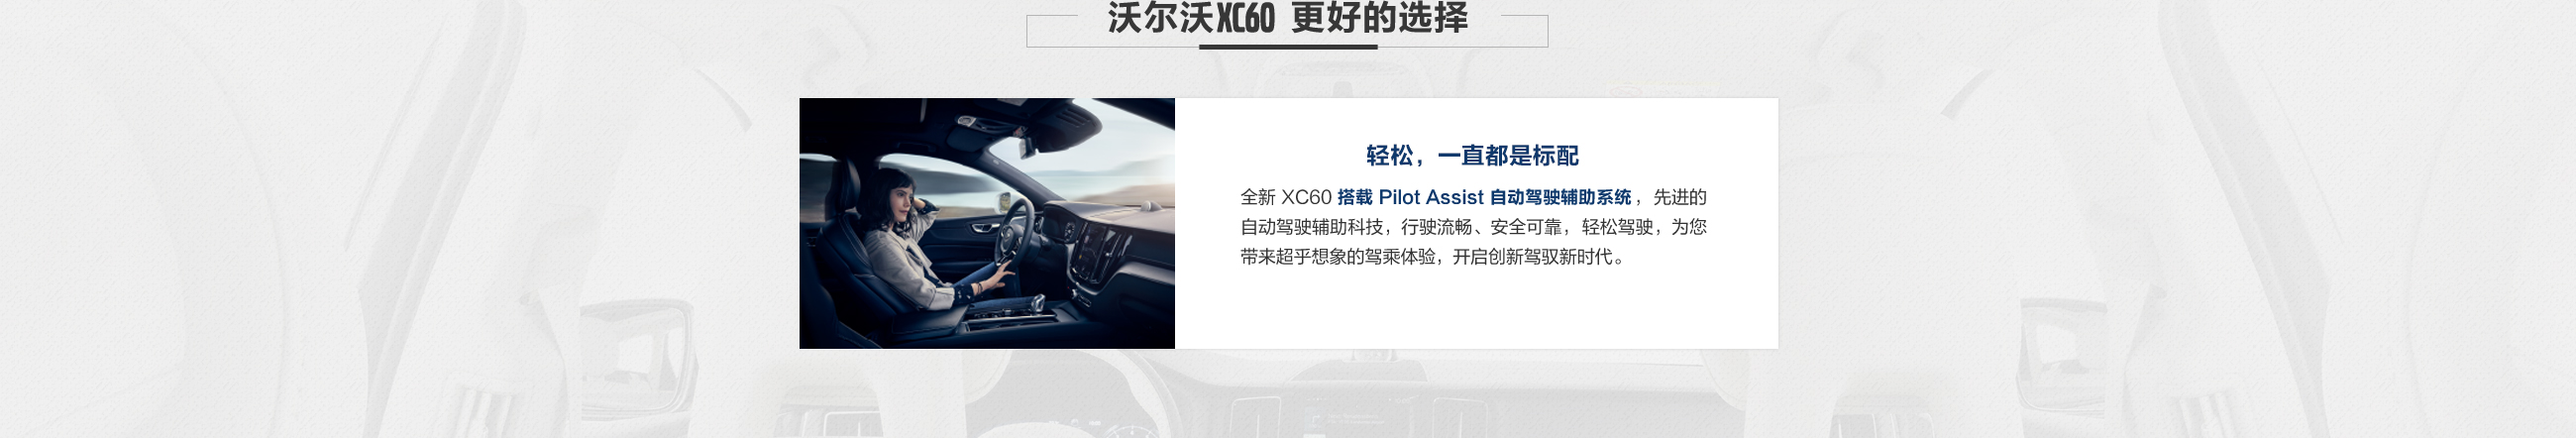 沃尔沃XC60 更好的选择
轻松，一直都是标配
全新 XC60 搭载 Pilot Assist 自动驾驶辅助系统，先进的
自动驾驶辅助科技，行驶流畅、安全可靠，轻松驾驶，为您
带来超乎想象的驾乘体验，开启创新驾驭新时代。